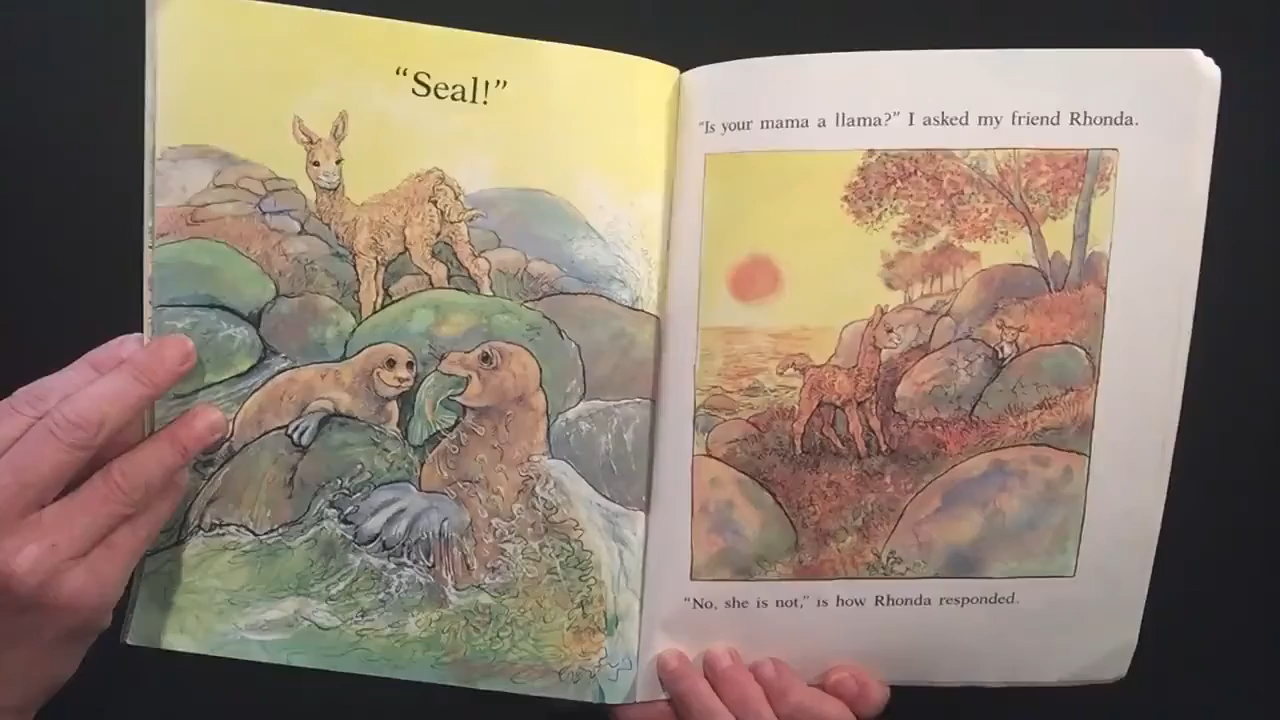 “Seal!”
“Is your mama a llama?” I asked my friend Rhonda.
“No, she is not,” is how Rhonda responded.